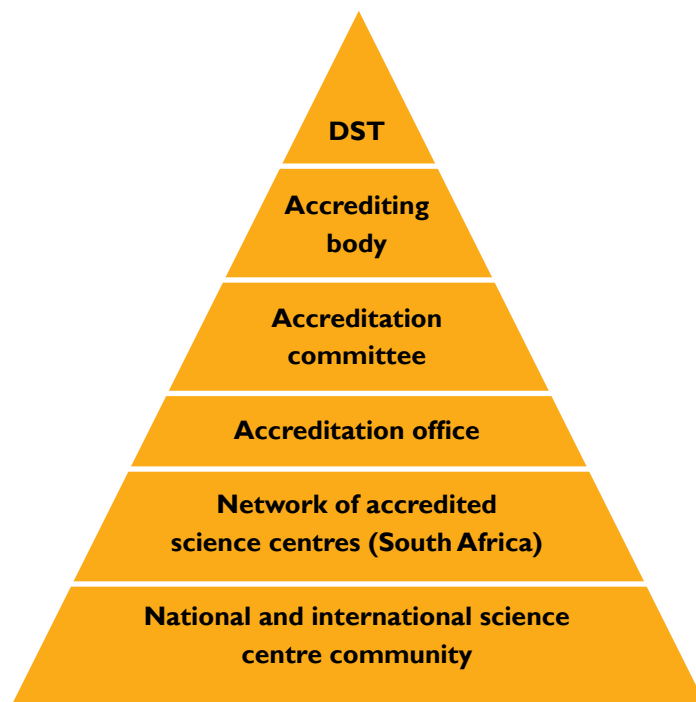 DST
Accrediting
body
Accreditation
committee
Accreditation office
Network of accredited
science centres (South Africa)
National and international science
centre community